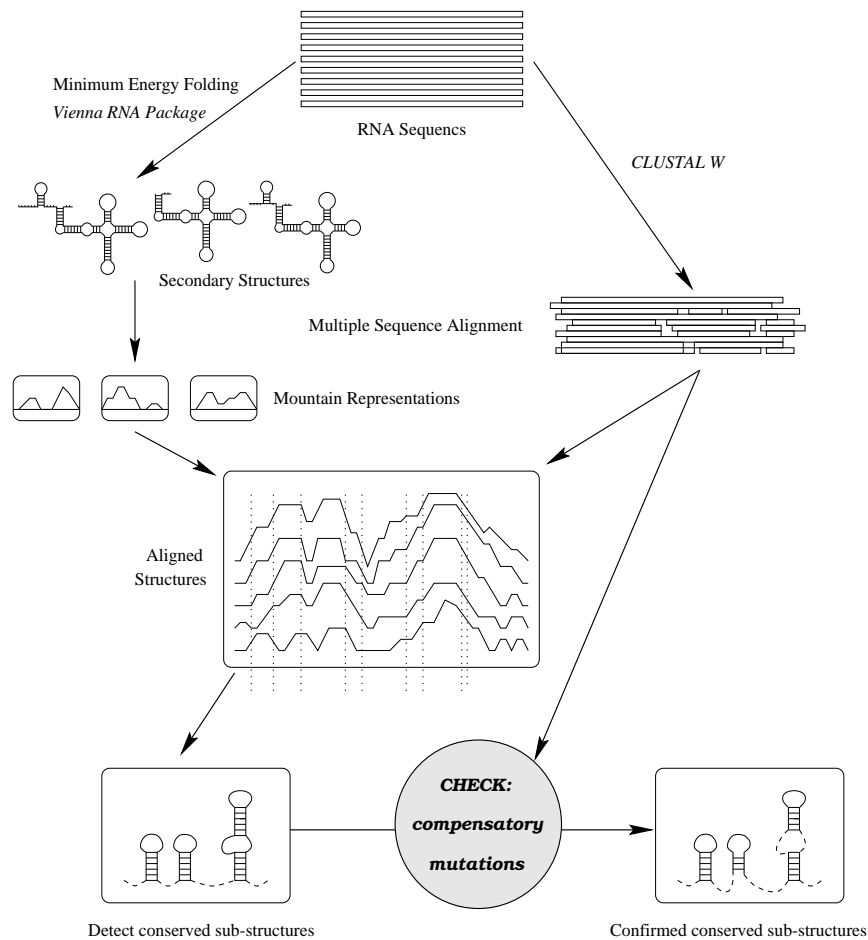 Minimum Energy Folding
Vienna RNA Package
RNA Sequencs
CLUSTAL W
Secondary Structures
Multiple Sequence Alignment
Mountain Representations
Aligned
Structures
CHECK:
compensatory
mutations
Detect conserved sub-structures
Confirmed conserved sub-structures